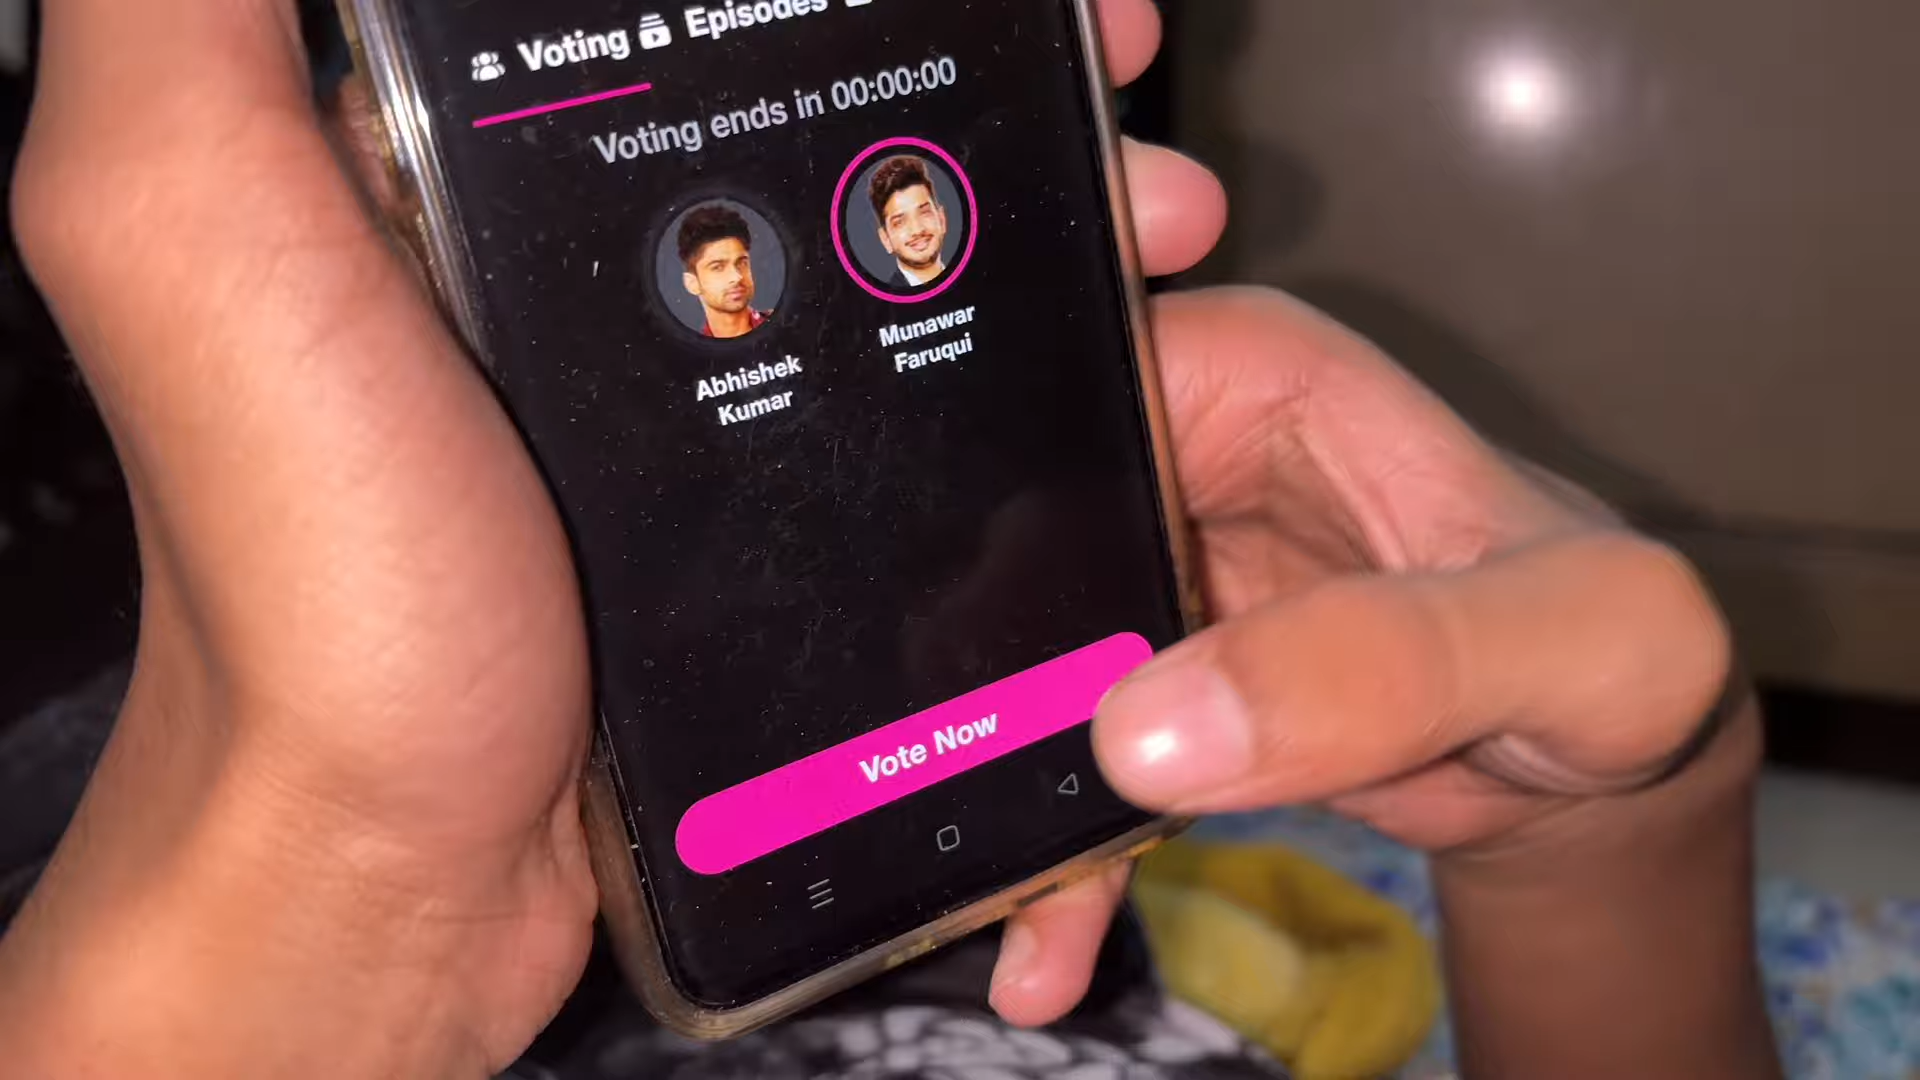 Voting Episodes
Voting ends in 00:00:00
Abhishek
Kumar
Munawar
Faruqui
Vote Now